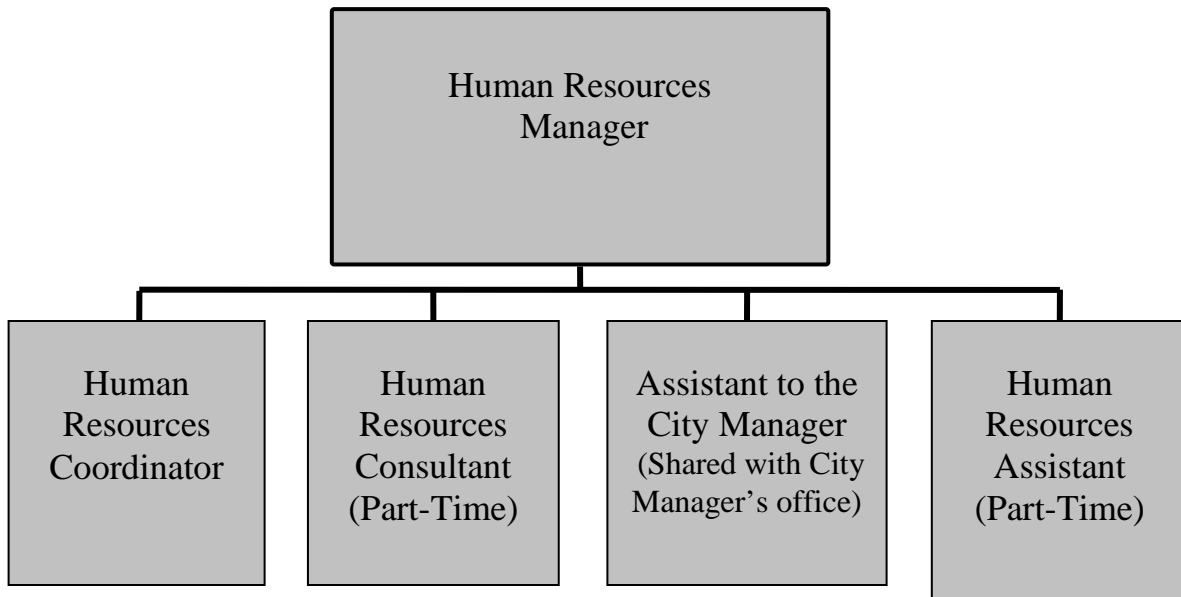 Human Resources
Manager
Human
Resources
Coordinator
Human
Resources
Consultant
(Part-Time)
Assistant to the
City Manager
(Shared with City
Manager’s office)
Human
Resources
Assistant
(Part-Time)